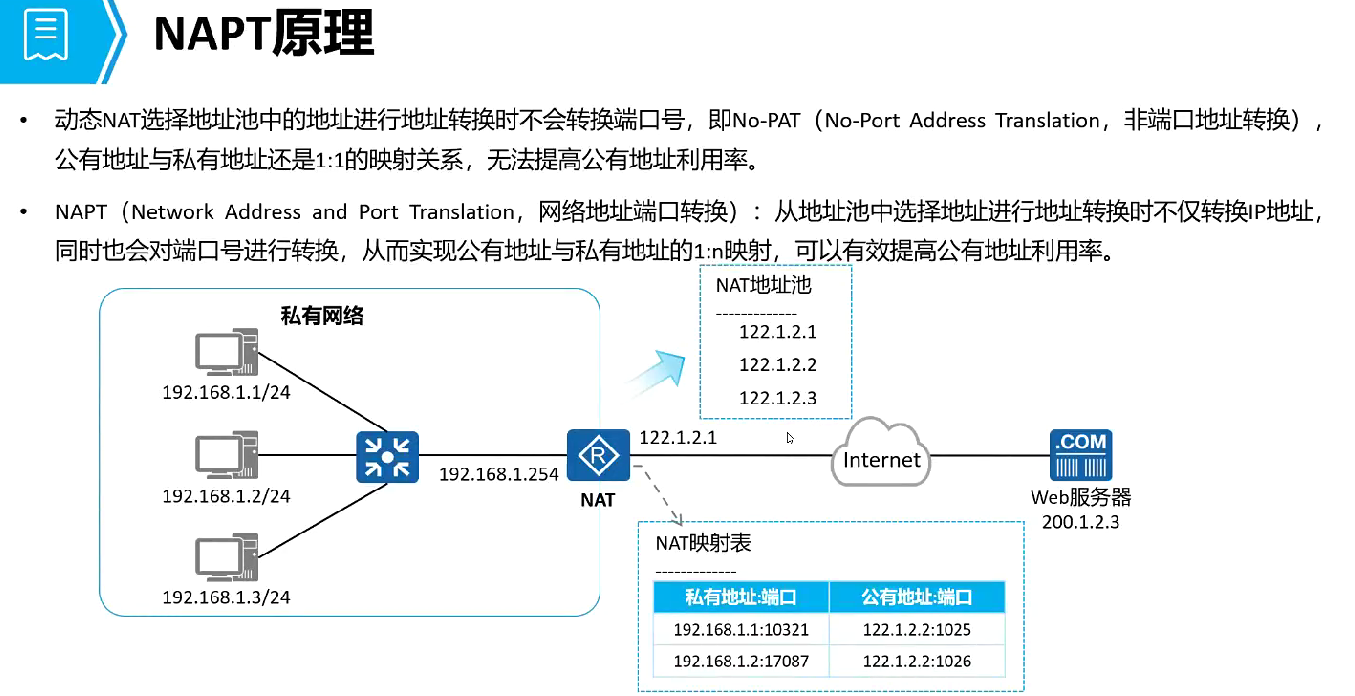 NAPT原理
• 动态NAT选择地址池中的地址进行地址转换时不会转换端口号，即No-PAT（No-Port Address Translation，非端口地址转换），
公有地址与私有地址还是1:1的映射关系，无法提高公有地址利用率。
• NAPT（Network Address and Port Translation，网络地址端口转换）：从地址池中选择地址进行地址转换时不仅转换IP地址，
同时也会对端口号进行转换，从而实现公有地址与私有地址的1:n映射，可以有效提高公有地址利用率。
私有网络
192.168.1.1/24
192.168.1.2/24
192.168.1.3/24
192.168.1.254
R
NAT
122.1.2.1
NAT地址池
-------------
122.1.2.1
122.1.2.2
122.1.2.3
Internet
.COM
Web服务器
200.1.2.3
NAT映射表
-------------
私有地址:端口 公有地址:端口
192.168.1.1:10321 122.1.2.2:1025
192.168.1.2:17087 122.1.2.2:1026